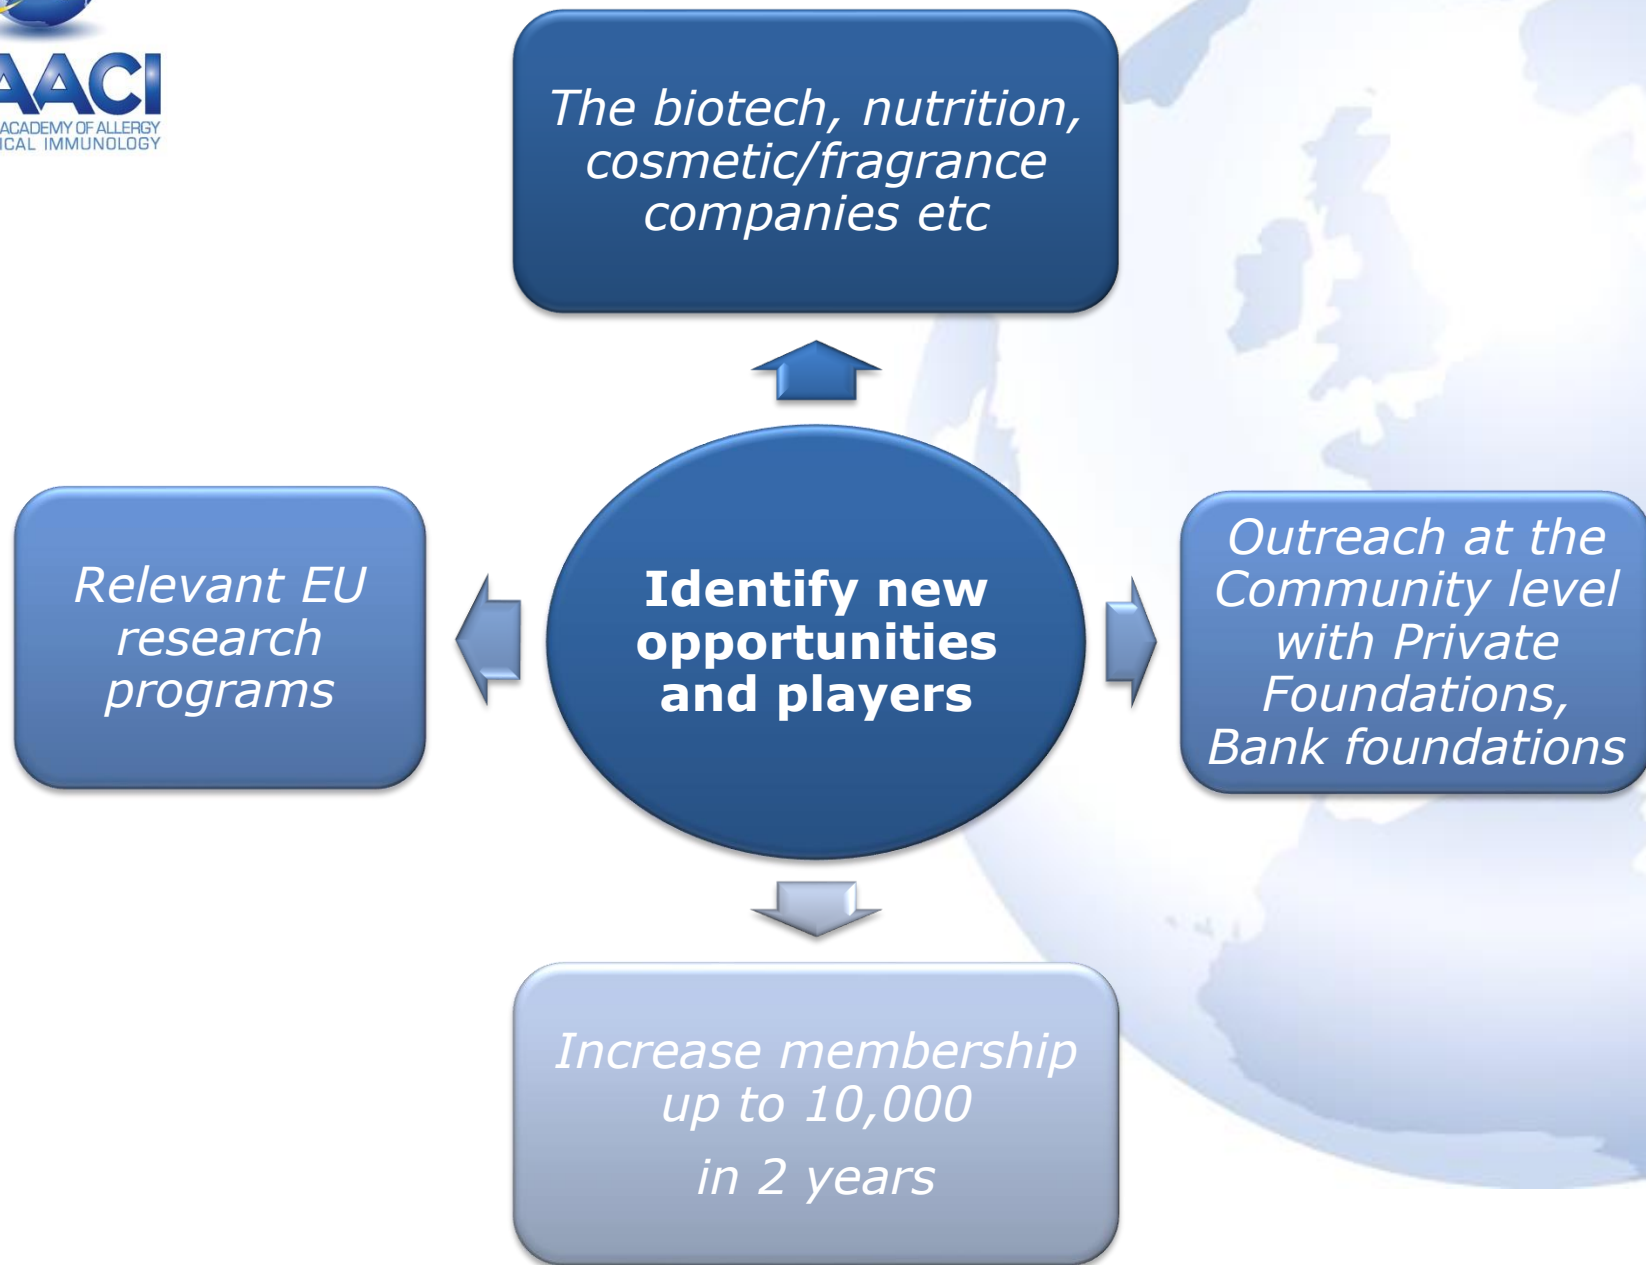 AACI
ACADEMY OF ALLERGY
ICAL IMMUNOLOGY
The biotech, nutrition,
cosmetic/fragrance
companies etc
Relevant EU
research
programs
Identify new
opportunities
and players
Outreach at the
Community level
with Private
Foundations,
Bank foundations
Increase membership
up to 10,000
in 2 years